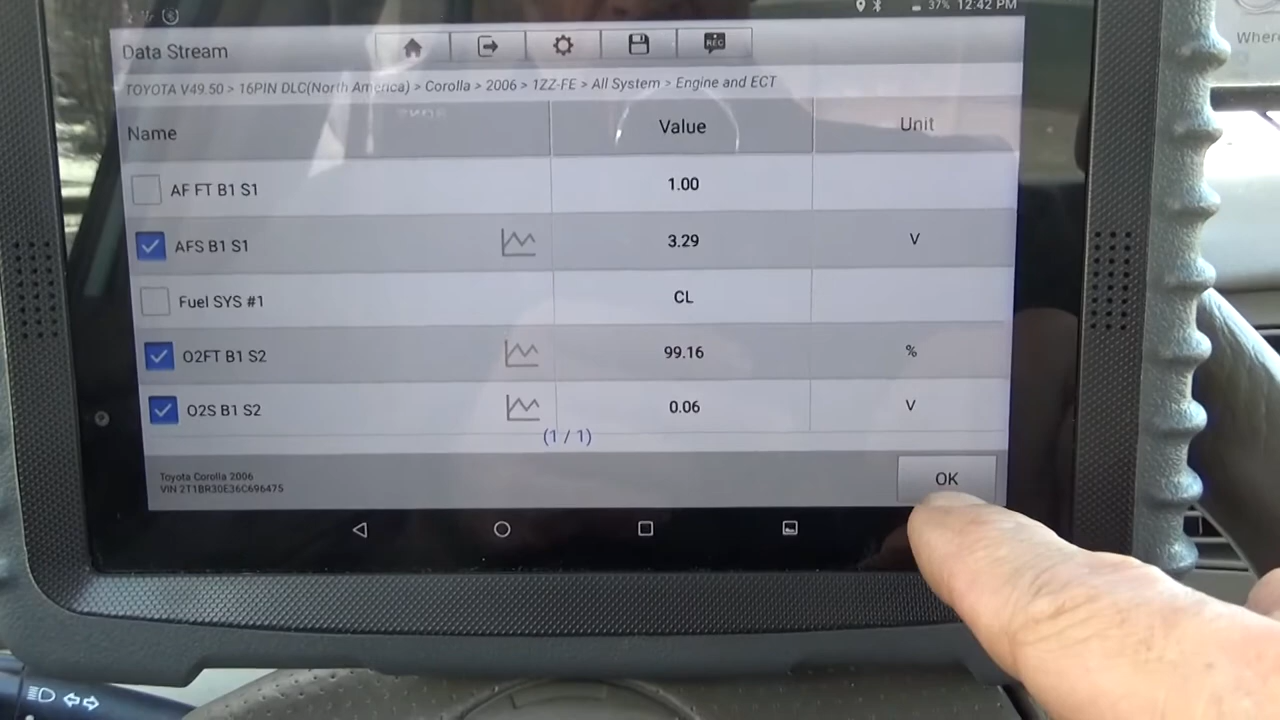 37% 12:42 PM
Where
Data Stream
REC
TOYOTA V49.50 > 16PIN DLC(North America) > Corolla > 2006 > 1ZZ-FE > All System > Engine and ECT
Name Value Unit
AF FT B1 S1 1.00
AFS B1 S1 3.29 V
Fuel SYS #1 CL
O2FT B1 S2 99.16 %
O2S B1 S2 0.06 V
(1 / 1)
Toyota Corolla 2006
VIN 2T1BR30E36C696475
OK